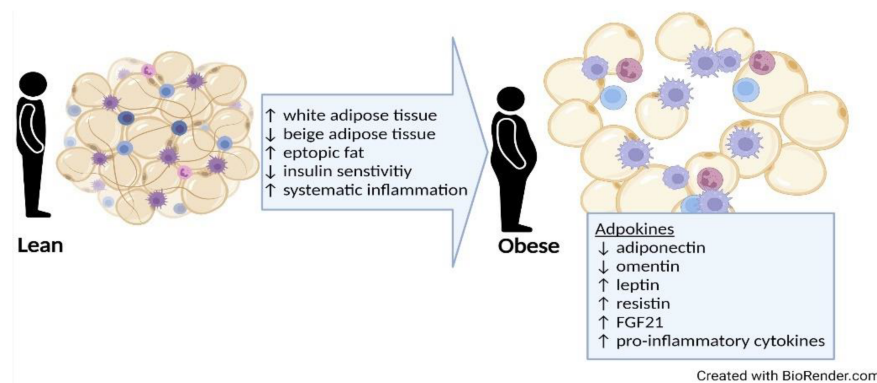 Lean
↑ white adipose tissue
↓ beige adipose tissue
↑ eptopic fat
↓ insulin senstivitiy
↑ systematic inflammation
Obese
Adpokines
↓ adiponectin
↓ omentin
↑ leptin
↑ resistin
↑ FGF21
↑ pro-inflammatory cytokines
Created with BioRender.com